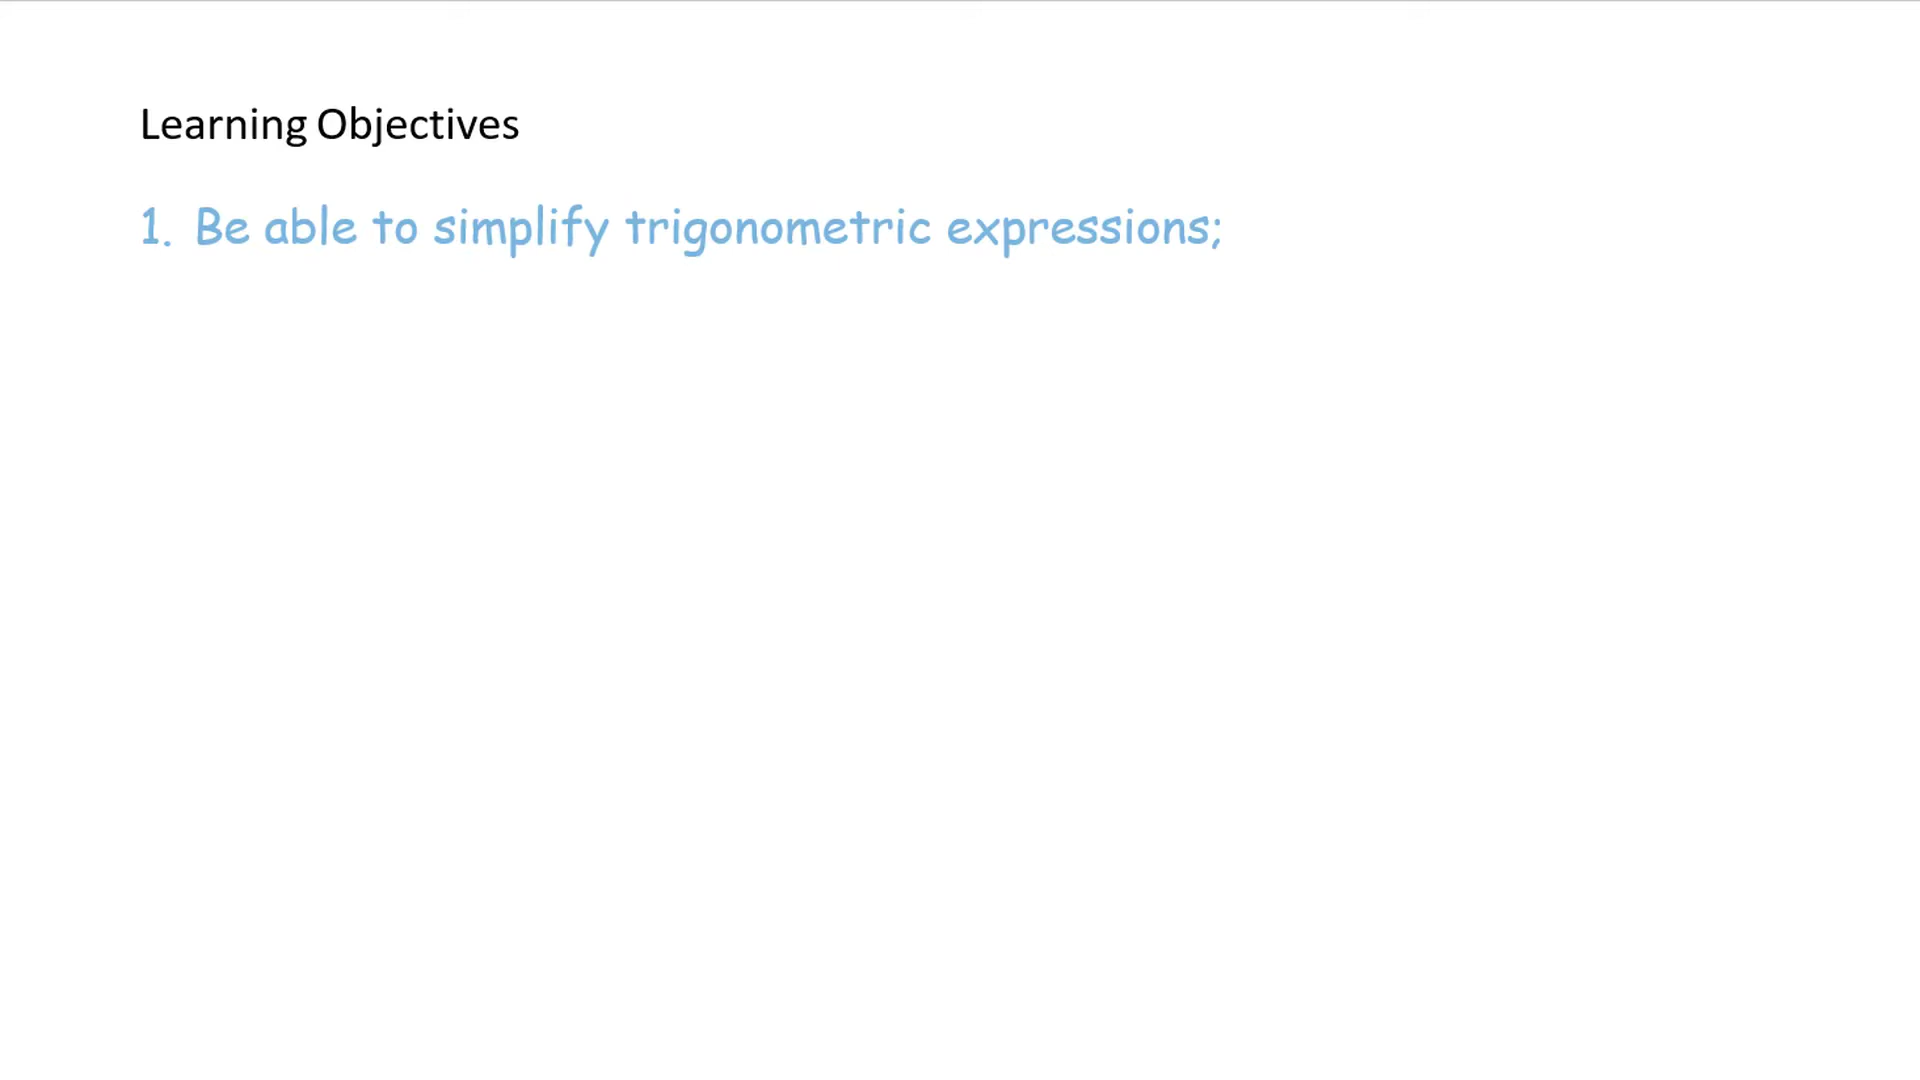 Learning Objectives
1. Be able to simplify trigonometric expressions;